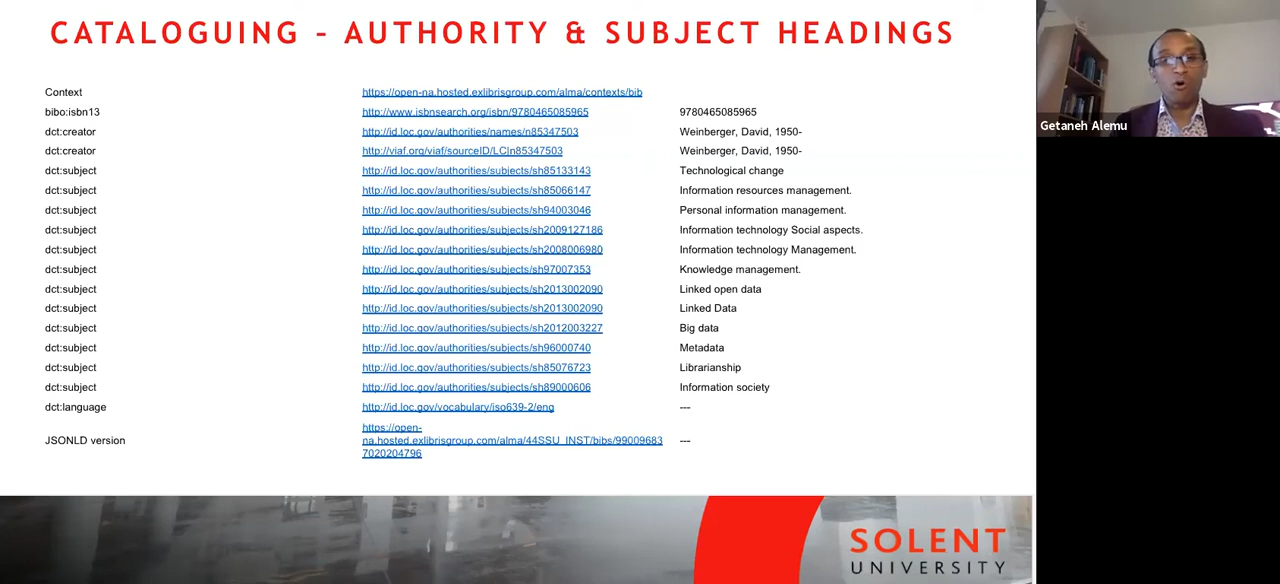 CATALOGUING - AUTHORITY & SUBJECT HEADINGS
Getaneh Alemu
Context https://open-na.hosted.exlibrisgroup.com/alma/contexts/bib
bibo:isbn13 http://www.isbnsearch.org/isbn/9780465085965 9780465085965
dct:creator http://id.loc.gov/authorities/names/n85347503 Weinberger, David, 1950-
dct:creator http://viaf.org/viaf/sourceID/LC|n85347503 Weinberger, David, 1950-
dct:subject http://id.loc.gov/authorities/subjects/sh85133143 Technological change
dct:subject http://id.loc.gov/authorities/subjects/sh85066147 Information resources management.
dct:subject http://id.loc.gov/authorities/subjects/sh94003046 Personal information management.
dct:subject http://id.loc.gov/authorities/subjects/sh2009127186 Information technology Social aspects.
dct:subject http://id.loc.gov/authorities/subjects/sh2008006980 Information technology Management.
dct:subject http://id.loc.gov/authorities/subjects/sh97007353 Knowledge management.
dct:subject http://id.loc.gov/authorities/subjects/sh2013002090 Linked open data
dct:subject http://id.loc.gov/authorities/subjects/sh2013002090 Linked Data
dct:subject http://id.loc.gov/authorities/subjects/sh2012003227 Big data
dct:subject http://id.loc.gov/authorities/subjects/sh96000740 Metadata
dct:subject http://id.loc.gov/authorities/subjects/sh85076723 Librarianship
dct:subject http://id.loc.gov/authorities/subjects/sh89000606 Information society
dct:language http://id.loc.gov/vocabulary/iso639-2/eng ---
https://open-
JSONLD version na.hosted.exlibrisgroup.com/alma/44SSU_INST/bibs/99009683 ---
7020204796
SOLENT
UNIVERSITY